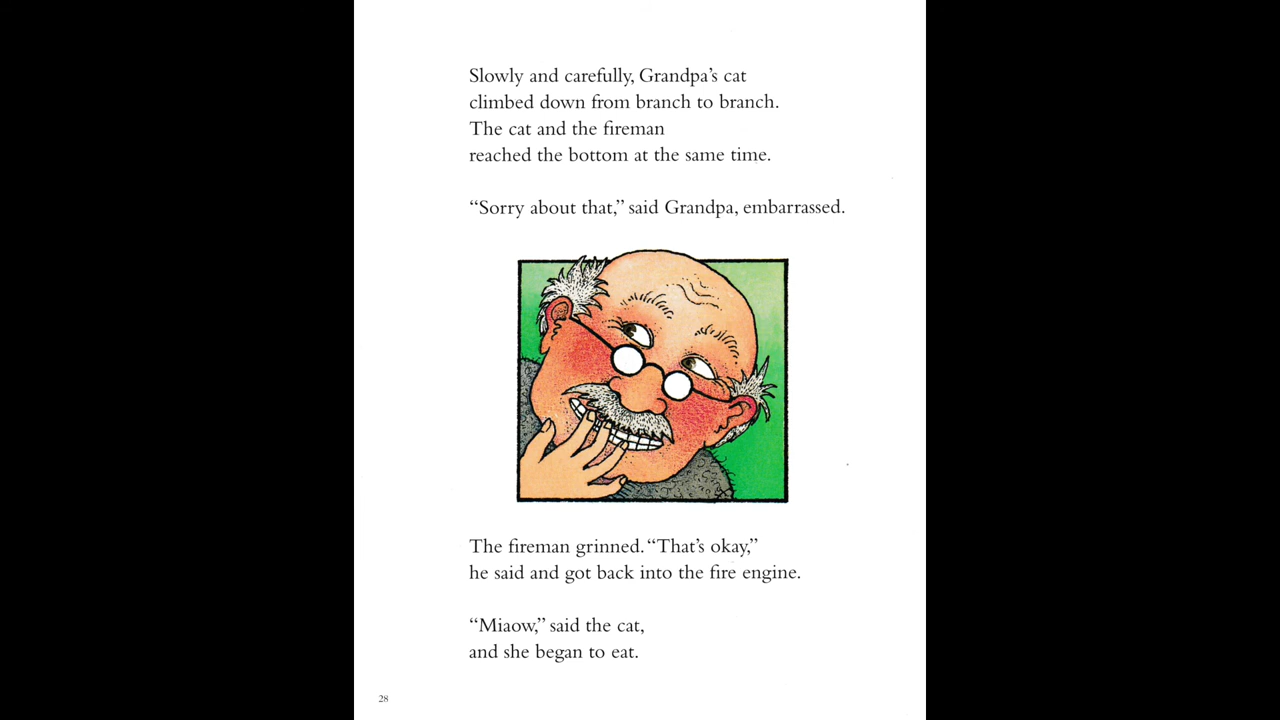 Slowly and carefully, Grandpa's cat
climbed down from branch to branch.
The cat and the fireman
reached the bottom at the same time.
“Sorry about that,” said Grandpa, embarrassed.
The fireman grinned. “That's okay,”
he said and got back into the fire engine.
“Miaow,” said the cat,
and she began to eat.
28